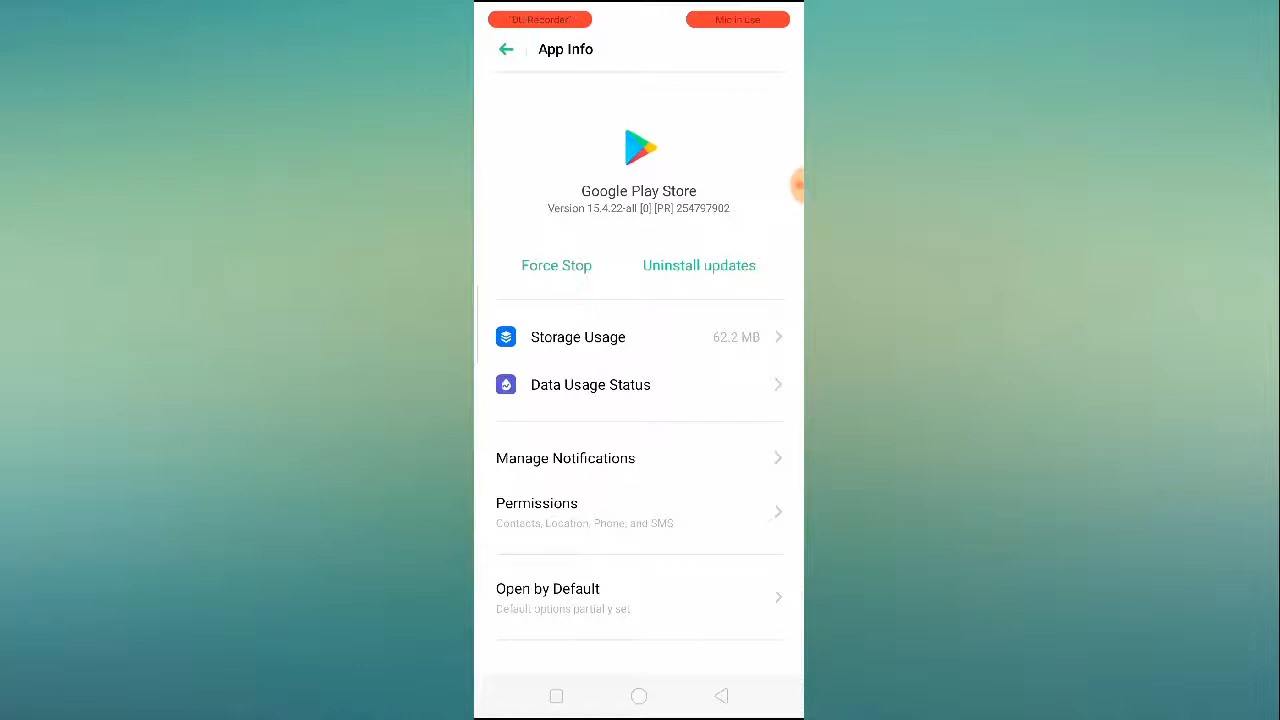 "DU Recorder"
Mic in use
App Info
Google Play Store
Version 15.4.22-all [0] [PR] 254797902
Force Stop
Uninstall updates
Storage Usage
62.2 MB
Data Usage Status
Manage Notifications
Permissions
Contacts, Location, Phone, and SMS
Open by Default
Default options partially set